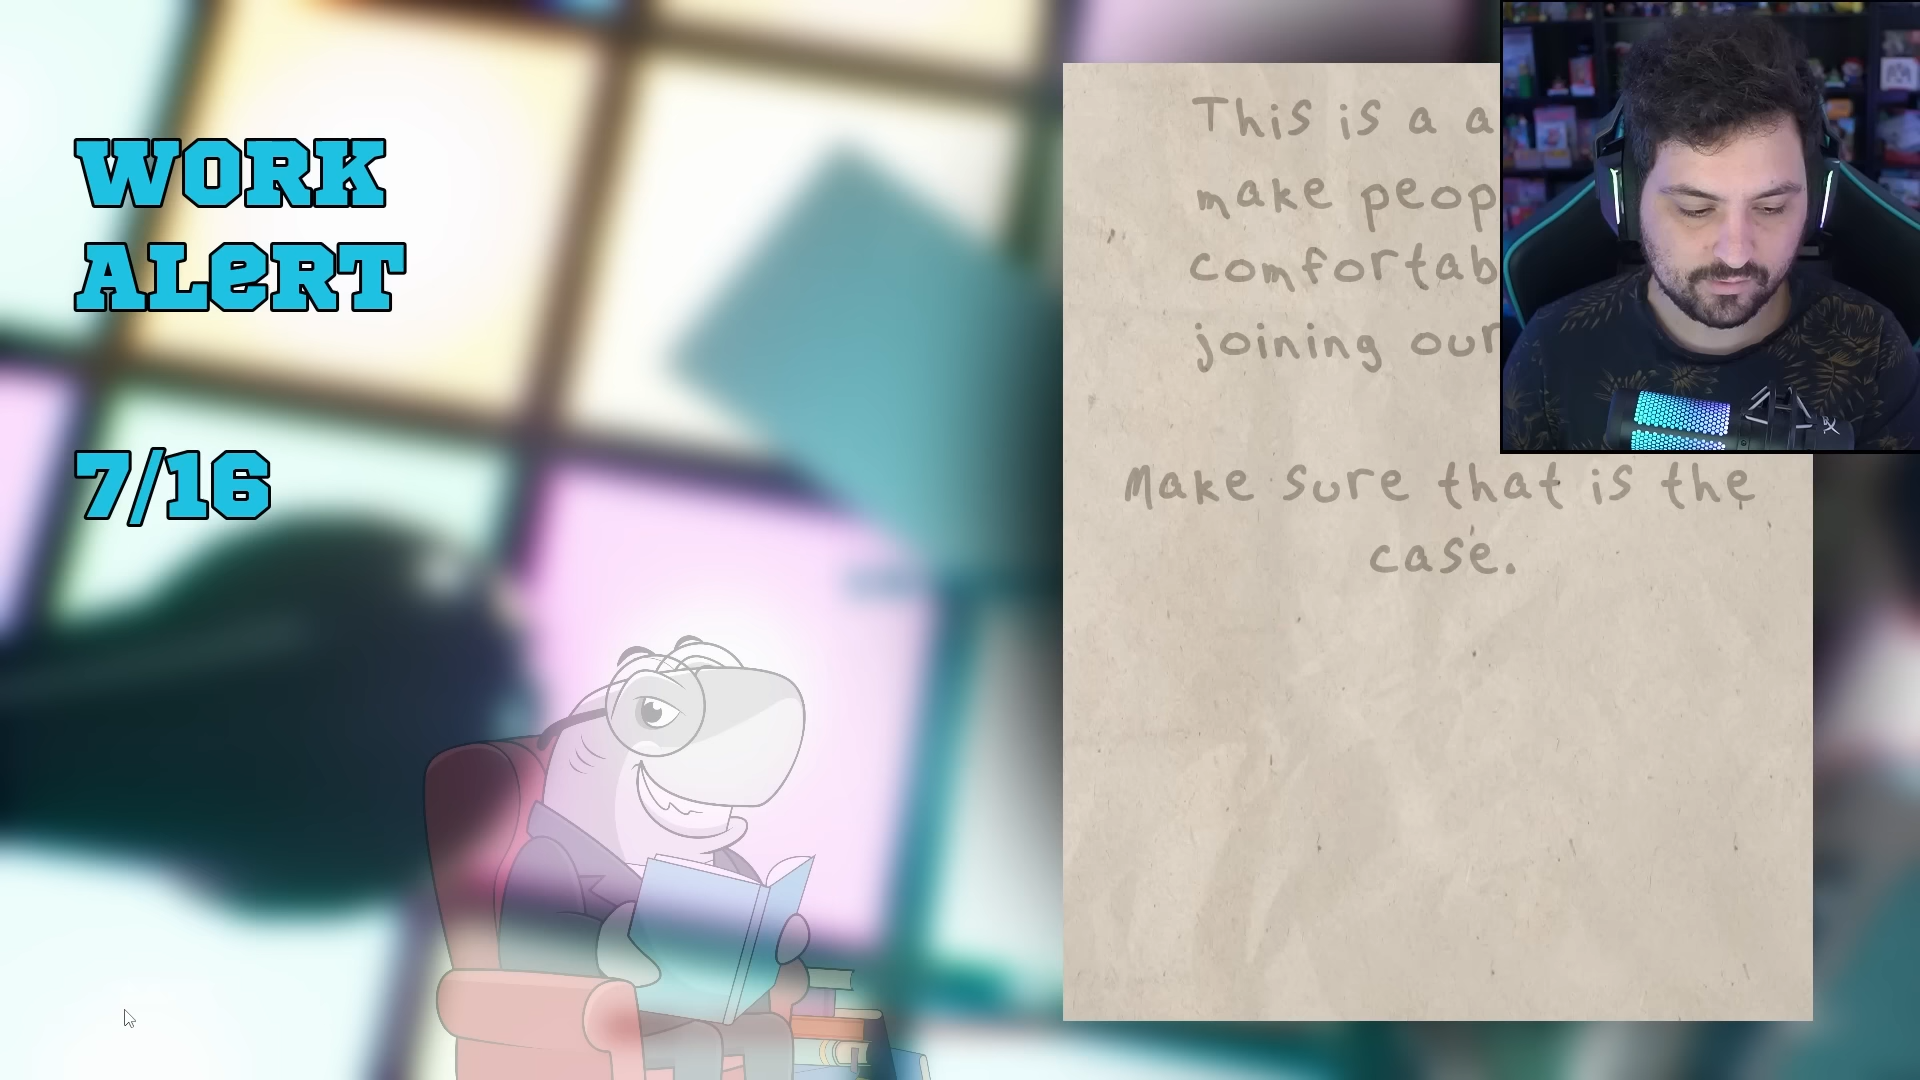 WORK
ALeRT
7/16
This is a a
make peop
comfortab
joining our
Make sure that is the
case.